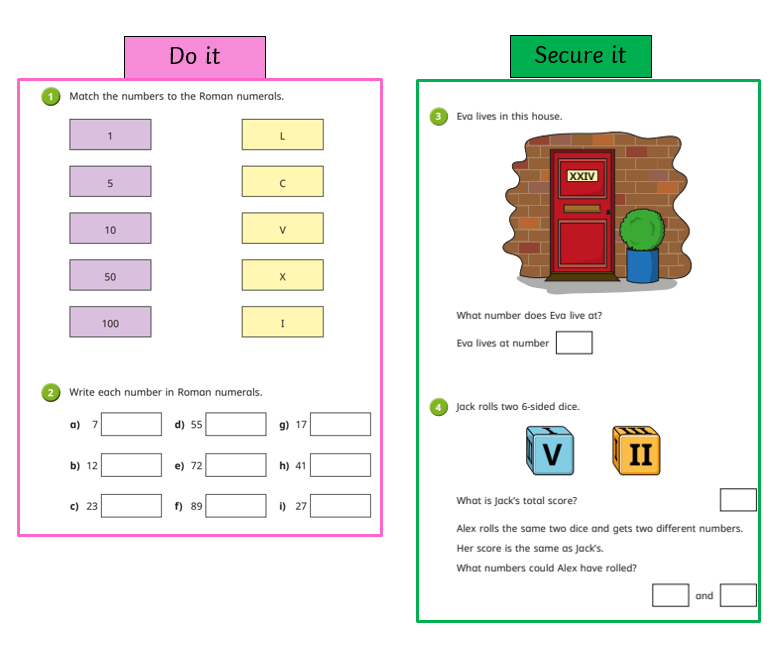 Do it
1 Match the numbers to the Roman numerals.
1 L
5 C
10 V
50 X
100 I
2 Write each number in Roman numerals.
a) 7 d) 55 g) 17
b) 12 e) 72 h) 41
c) 23 f) 89 i) 27
Secure it
3 Eva lives in this house.
XXIV
What number does Eva live at?
Eva lives at number
4 Jack rolls two 6-sided dice.
V II
What is Jack's total score?
Alex rolls the same two dice and gets two different numbers.
Her score is the same as Jack's.
What numbers could Alex have rolled?
and